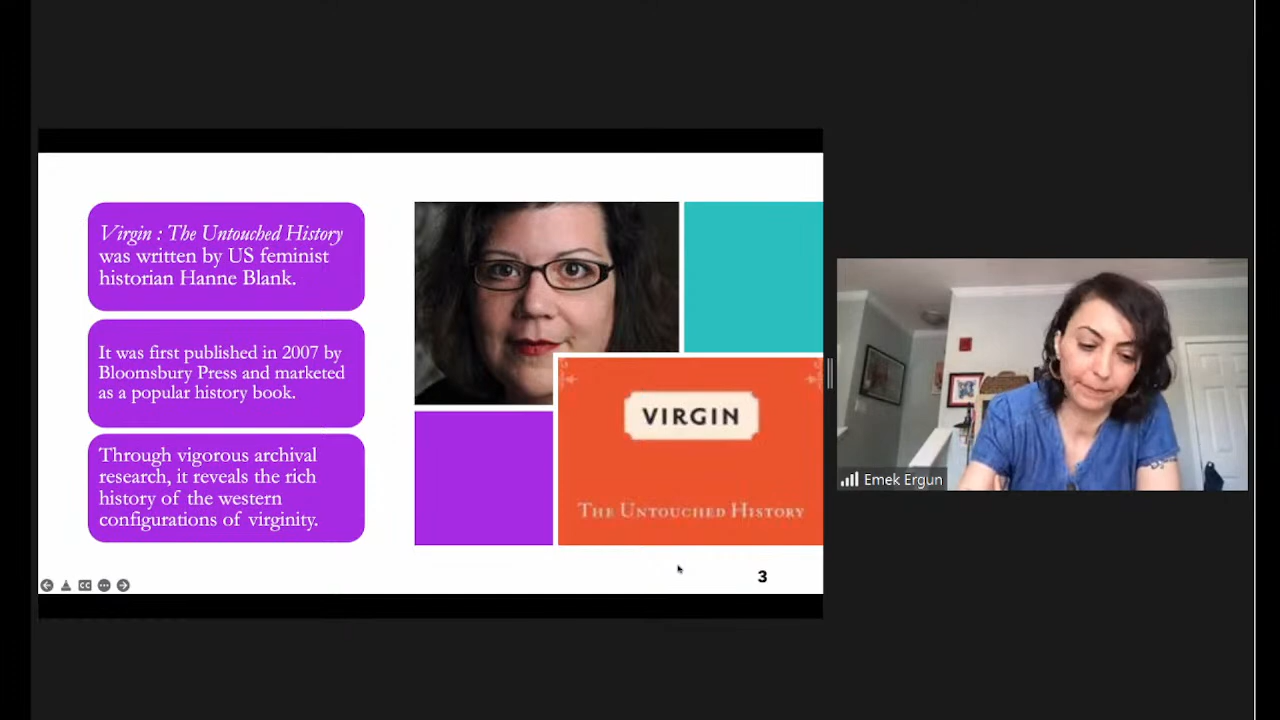 Virgin : The Untouched History
was written by US feminist
historian Hanne Blank.
It was first published in 2007 by
Bloomsbury Press and marketed
as a popular history book.
Through vigorous archival
research, it reveals the rich
history of the western
configurations of virginity.
VIRGIN
The Untouched History
CC
3
Emek Ergun